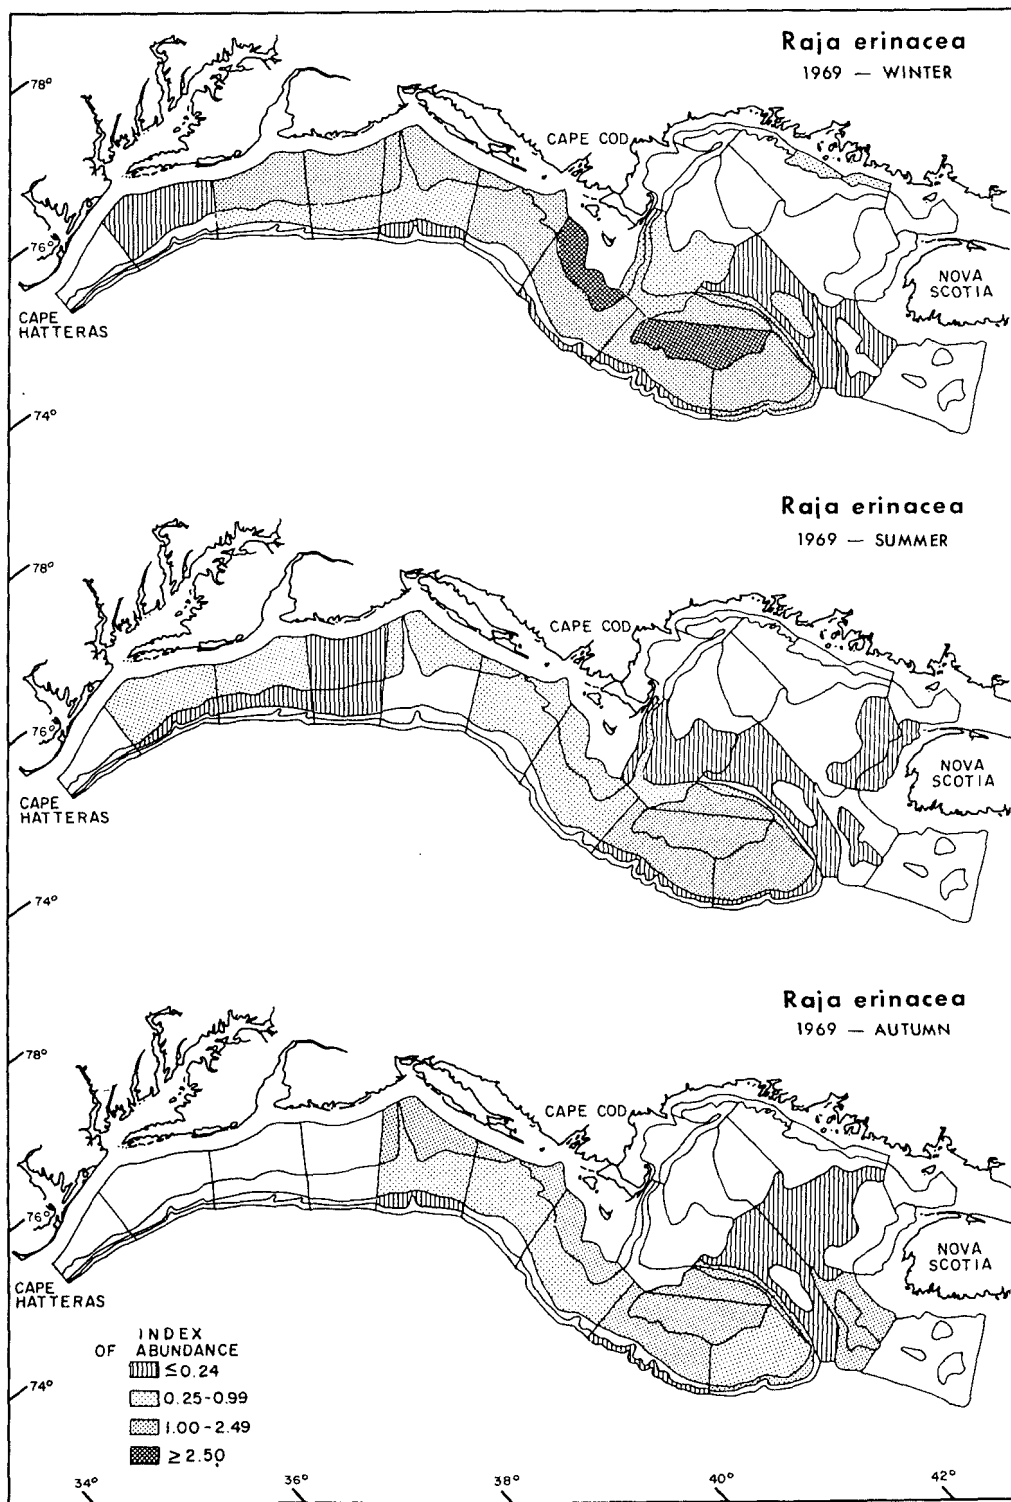 Raja erinacea
1969 — WINTER
78°
CAPE COD
76°
NOVA
SCOTIA
CAPE
HATTERAS
74°
Raja erinacea
1969 — SUMMER
78°
CAPE COD
76°
NOVA
SCOTIA
CAPE
HATTERAS
74°
Raja erinacea
1969 — AUTUMN
78°
CAPE COD
76°
NOVA
SCOTIA
CAPE
HATTERAS
INDEX
OF ABUNDANCE
≤0.24
0.25-0.99
1.00-2.49
≥2.50
74°
34°
36°
38°
40°
42°